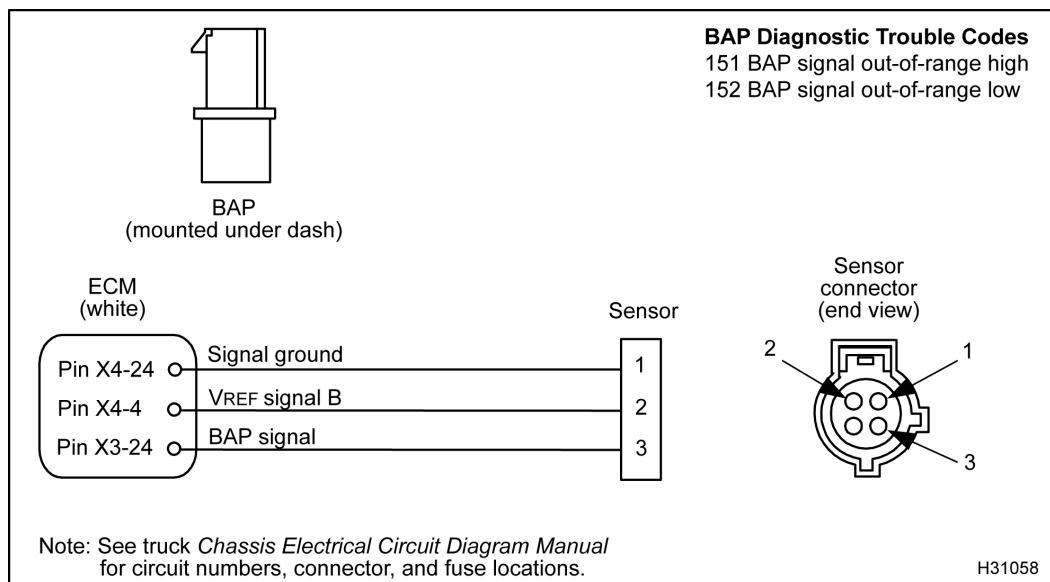 BAP Diagnostic Trouble Codes
151 BAP signal out-of-range high
152 BAP signal out-of-range low
BAP
(mounted under dash)
ECM
(white)
Sensor
Sensor
connector
(end view)
Pin X4-24
Signal ground
1
Pin X4-4
VREF signal B
2
Pin X3-24
BAP signal
3
2
1
3
Note: See truck Chassis Electrical Circuit Diagram Manual
for circuit numbers, connector, and fuse locations.
H31058